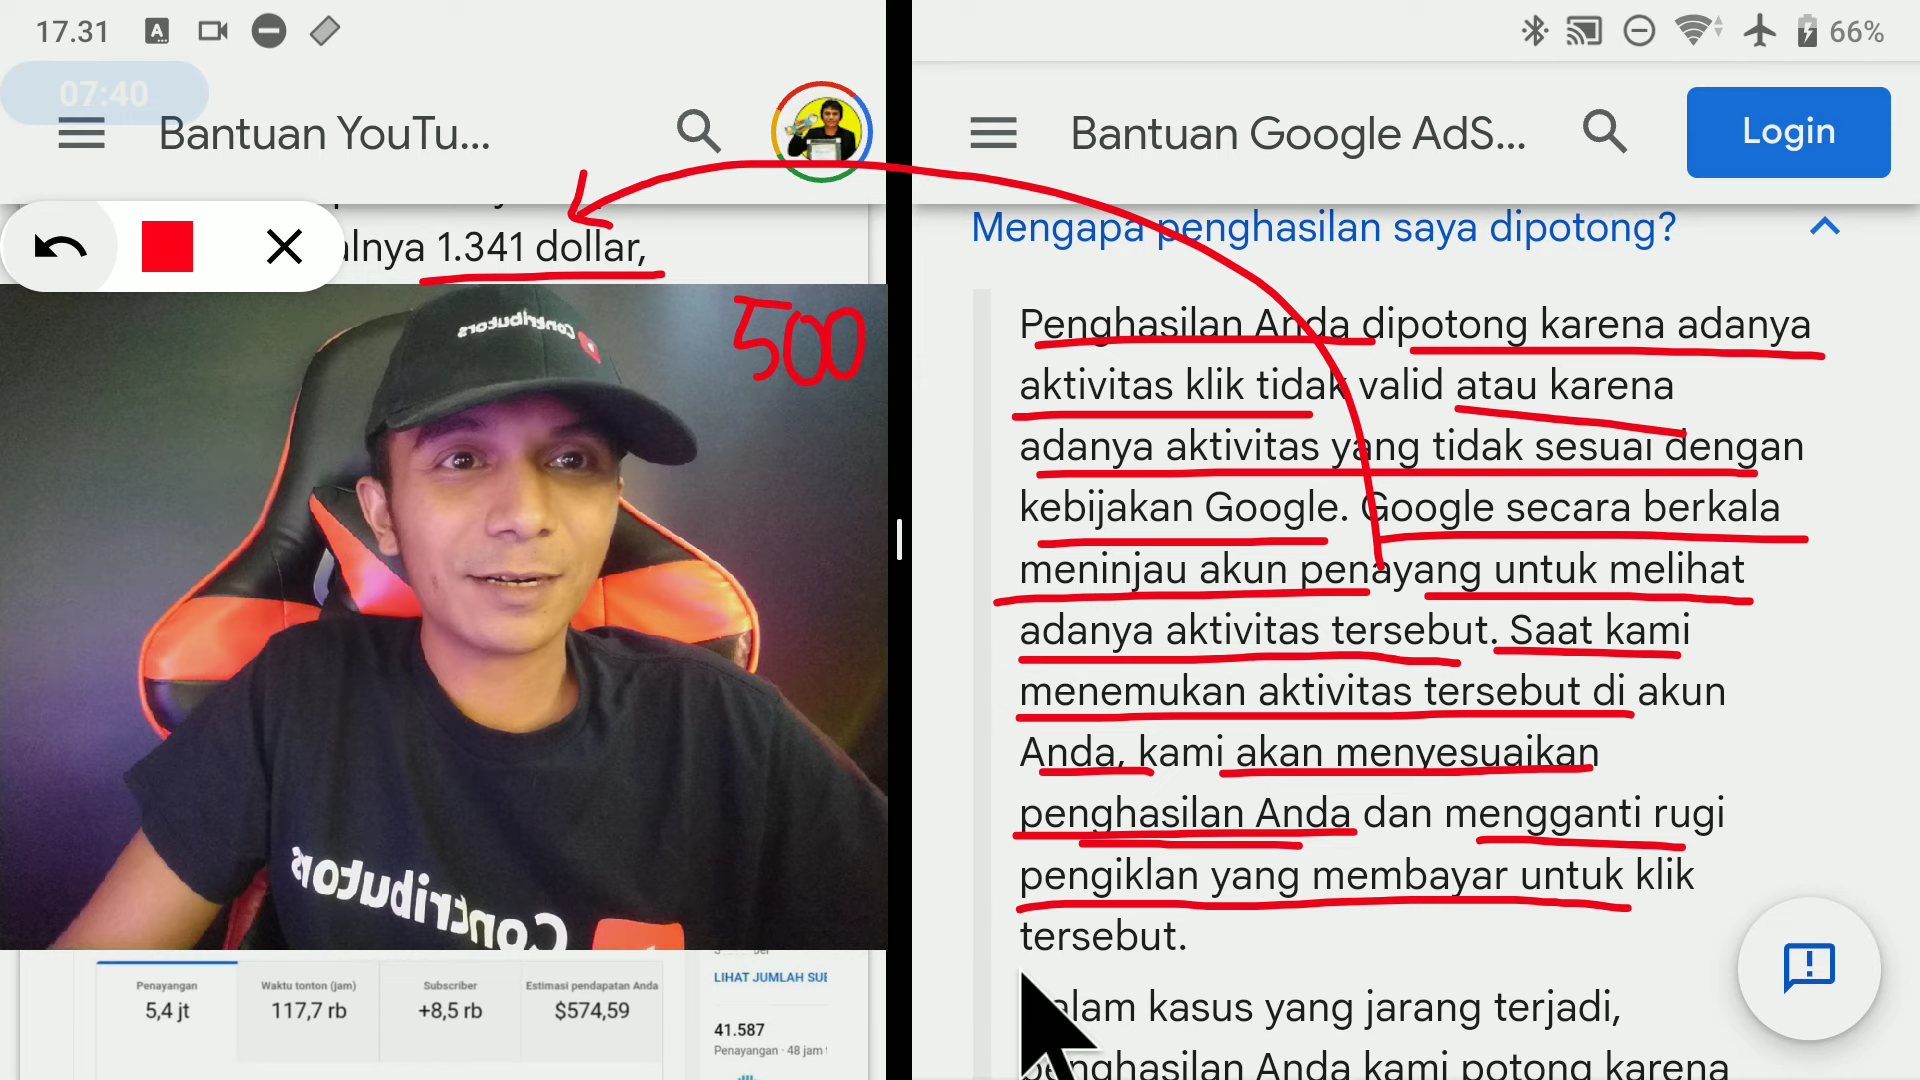 17.31
07:40
Bantuan YouTu...
alnya 1.341 dollar,
500
Contributors
Contributors
LIHAT JUMLAH SUB
Penayangan
5,4 jt
Waktu tonton (jam)
117,7 rb
Subscriber
+8,5 rb
Estimasi pendapatan Anda
$574,59
41.587
Penayangan · 48 jam
66%
Bantuan Google AdS...
Login
Mengapa penghasilan saya dipotong?
Penghasilan Anda dipotong karena adanya
aktivitas klik tidak valid atau karena
adanya aktivitas yang tidak sesuai dengan
kebijakan Google. Google secara berkala
meninjau akun penayang untuk melihat
adanya aktivitas tersebut. Saat kami
menemukan aktivitas tersebut di akun
Anda, kami akan menyesuaikan
penghasilan Anda dan mengganti rugi
pengiklan yang membayar untuk klik
tersebut.
alam kasus yang jarang terjadi,
penghasilan Anda kami potong karena